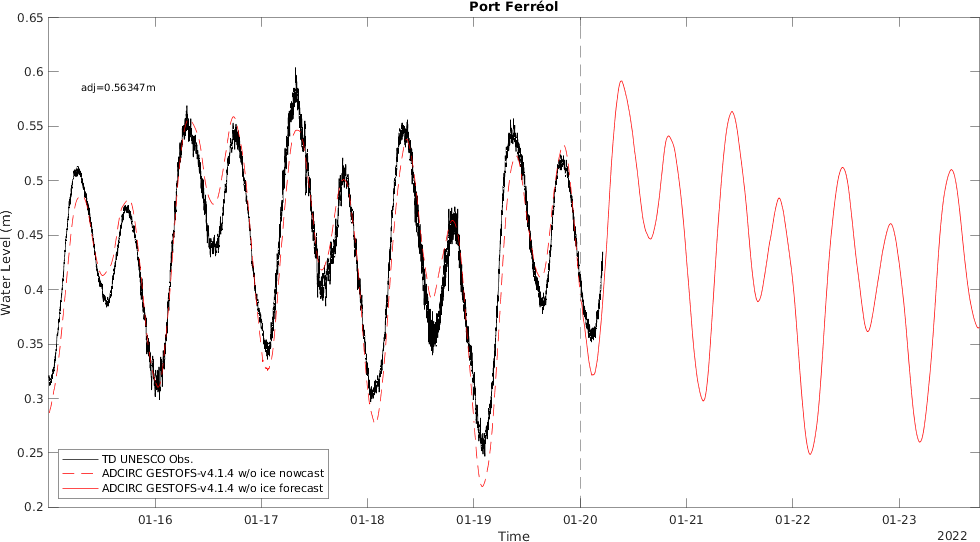 Port Ferréol
0.65
0.6
0.55
0.5
0.45
0.4
0.35
0.3
0.25
0.2
Water Level (m)
adj=0.56347m
TD UNESCO Obs.
ADCIRC GESTOFS-v4.1.4 w/o ice nowcast
ADCIRC GESTOFS-v4.1.4 w/o ice forecast
01-16 01-17 01-18 01-19 01-20 01-21 01-22 01-23
Time
2022